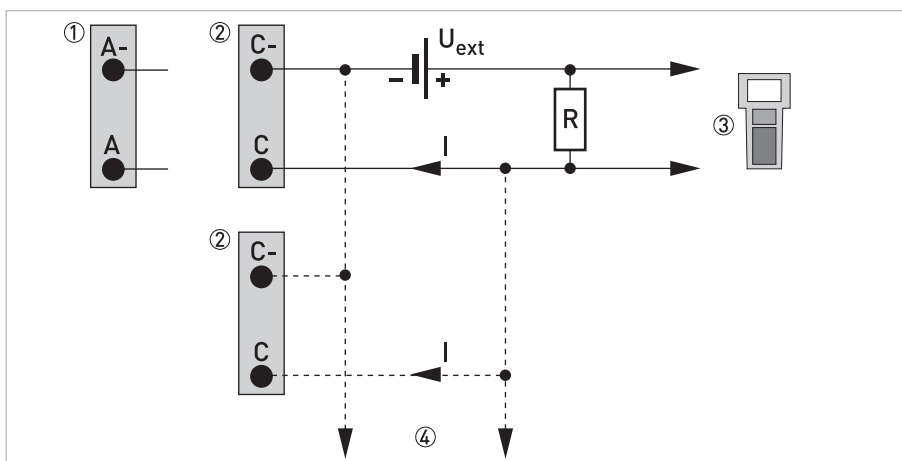 ① A- ② C- U_ext
- +
A C I R ③
② C-
C I
④